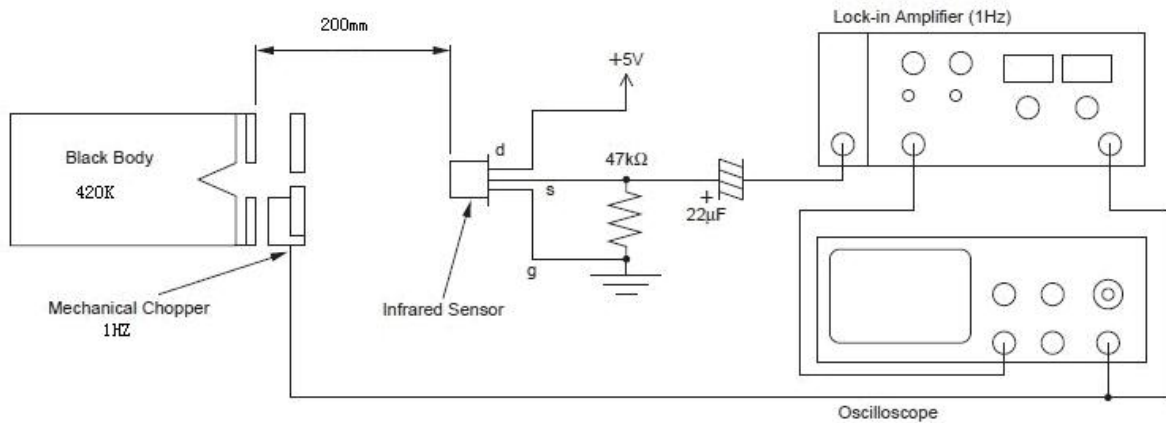 Lock-in Amplifier (1Hz)
200mm
+5V
Black Body
420K
d
47kΩ
s
+
22μF
g
Mechanical Chopper
1HZ
Infrared Sensor
Oscilloscope